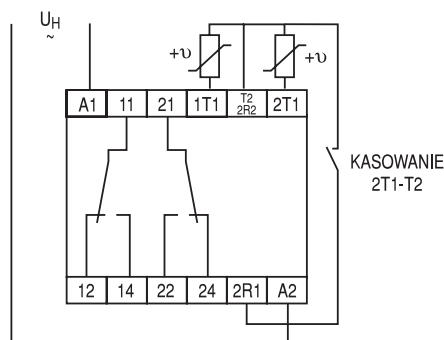 U_H
~
+υ
+υ
A1 11 21 1T1 T2 2R2 2T1
KASOWANIE
2T1-T2
12 14 22 24 2R1 A2